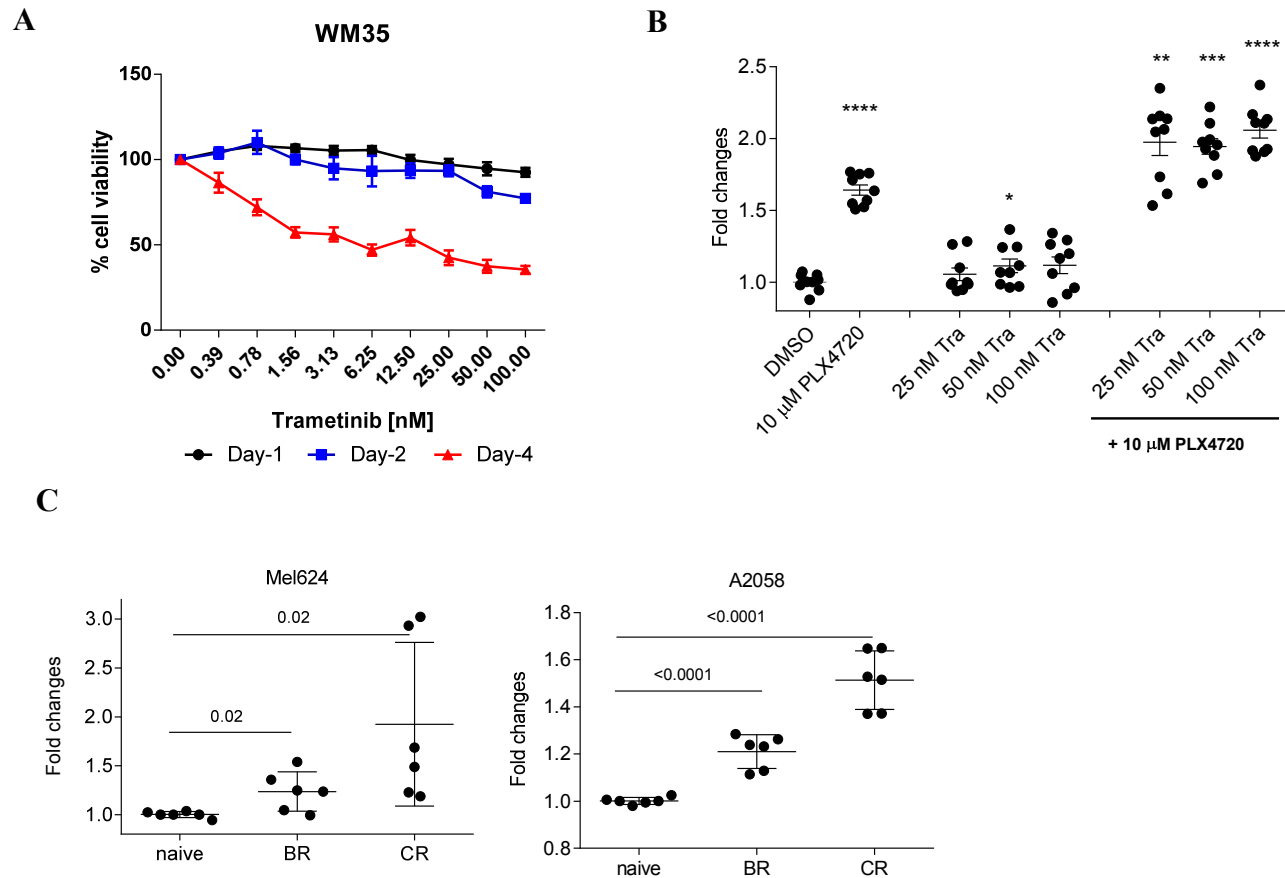 A
WM35
% cell viability
150
100
50
0
0.00 0.39 0.78 1.56 3.13 6.25 12.50 25.00 50.00 100.00
Trametinib [nM]
Day-1 Day-2 Day-4
B
Fold changes
2.5
2.0
1.5
1.0
**** * ** *** ****
DMSO 10 μM PLX4720 25 nM Tra 50 nM Tra 100 nM Tra 25 nM Tra 50 nM Tra 100 nM Tra
+ 10 μM PLX4720
C
Mel624
Fold changes
3.0
2.5
2.0
1.5
1.0
0.02
0.02
naive BR CR
A2058
Fold changes
1.8
1.6
1.4
1.2
1.0
0.8
<0.0001
<0.0001
naive BR CR